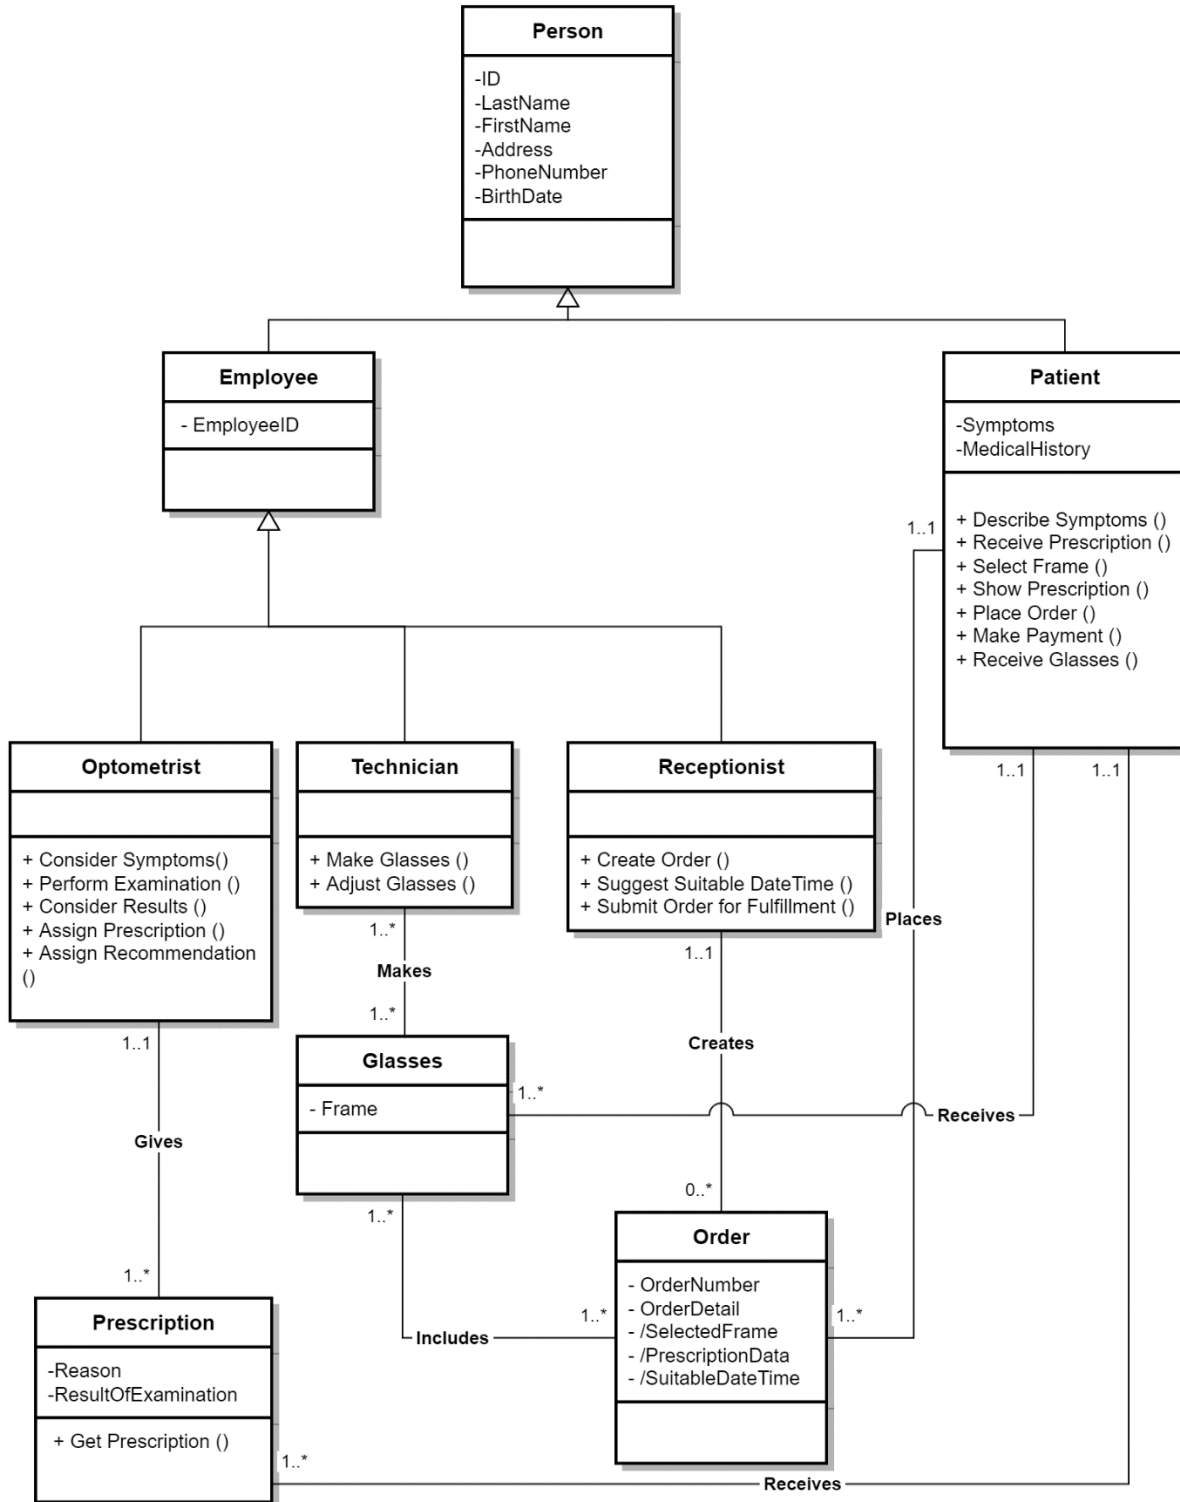 Person
-ID
-LastName
-FirstName
-Address
-PhoneNumber
-BirthDate
Employee
- EmployeeID
Patient
-Symptoms
-MedicalHistory
+ Describe Symptoms ()
+ Receive Prescription ()
+ Select Frame ()
+ Show Prescription ()
+ Place Order ()
+ Make Payment ()
+ Receive Glasses ()
1..1
1..1
1..1
Optometrist
+ Consider Symptoms()
+ Perform Examination ()
+ Consider Results ()
+ Assign Prescription ()
+ Assign Recommendation
()
1..1
Technician
+ Make Glasses ()
+ Adjust Glasses ()
1..*
Receptionist
+ Create Order ()
+ Suggest Suitable DateTime ()
+ Submit Order for Fulfillment ()
1..1
Places
Makes
1..*
Creates
Glasses
- Frame
1..*
Receives
Gives
1..*
0..*
Order
- OrderNumber
- OrderDetail
- /SelectedFrame
- /PrescriptionData
- /SuitableDateTime
1..*
1..*
Includes
1..*
Prescription
-Reason
-ResultOfExamination
+ Get Prescription ()
1..*
Receives